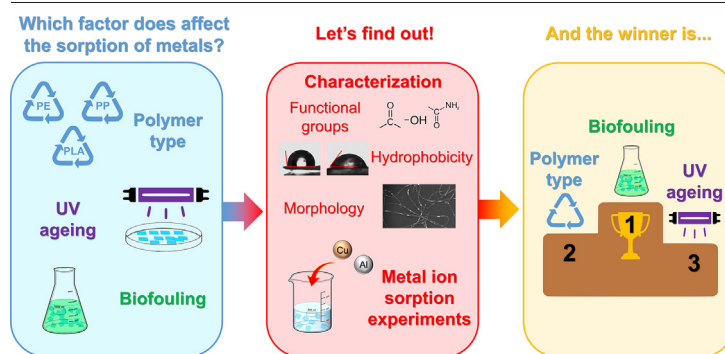 Which factor does affect
the sorption of metals?
PE
PP
PLA
Polymer
type
UV
ageing
Biofouling
Let's find out!
Characterization
Functional
groups
O
C
-OH
NH₂
C
O
Hydrophobicity
Morphology
Cu
Al
Metal ion
sorption
experiments
And the winner is...
Biofouling
Polymer
type
UV
ageing
1
2
3